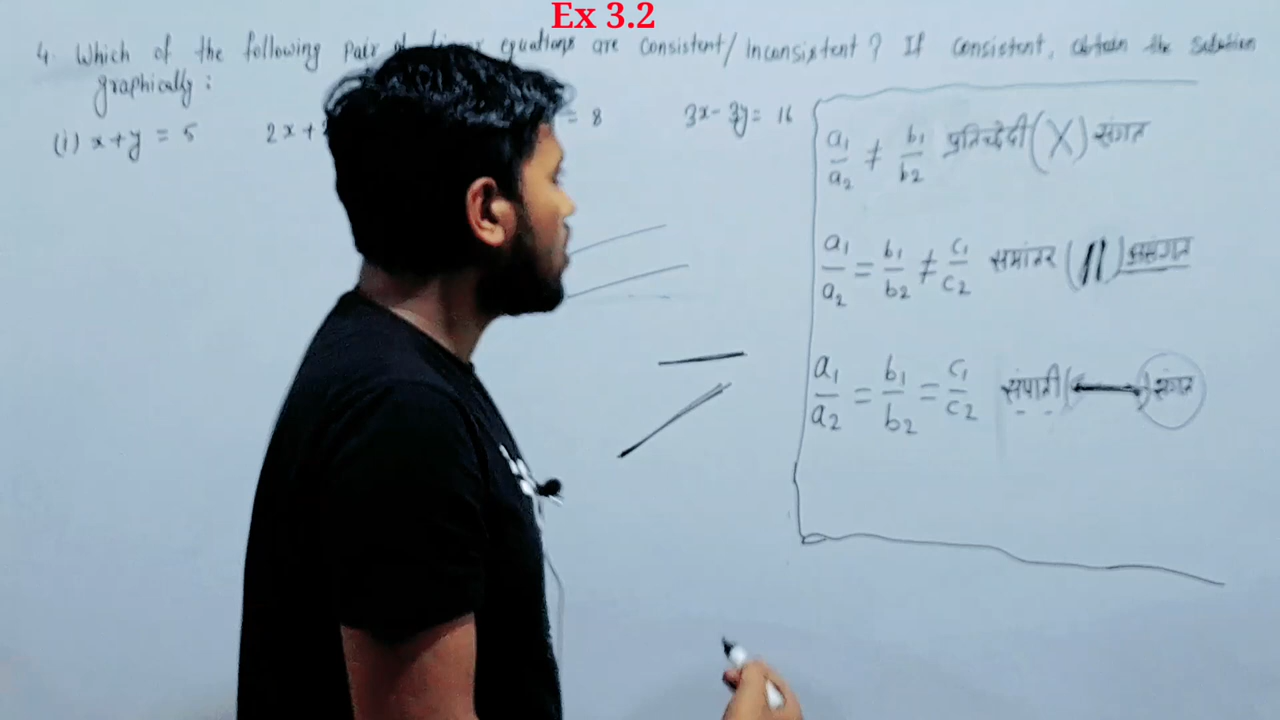 Ex 3.2
4. Which of the following pair of linear equations are consistent/inconsistent? If consistent, obtain the solution
graphically:
(i) x+y = 5 2x+ = 8 3x-3y= 16
a₁/a₂ ≠ b₁/b₂ प्रतिच्छेदी (X) संगत
a₁/a₂ = b₁/b₂ ≠ c₁/c₂ समांतर (||) असंगत
a₁/a₂ = b₁/b₂ = c₁/c₂ संपाती (↔) संगत